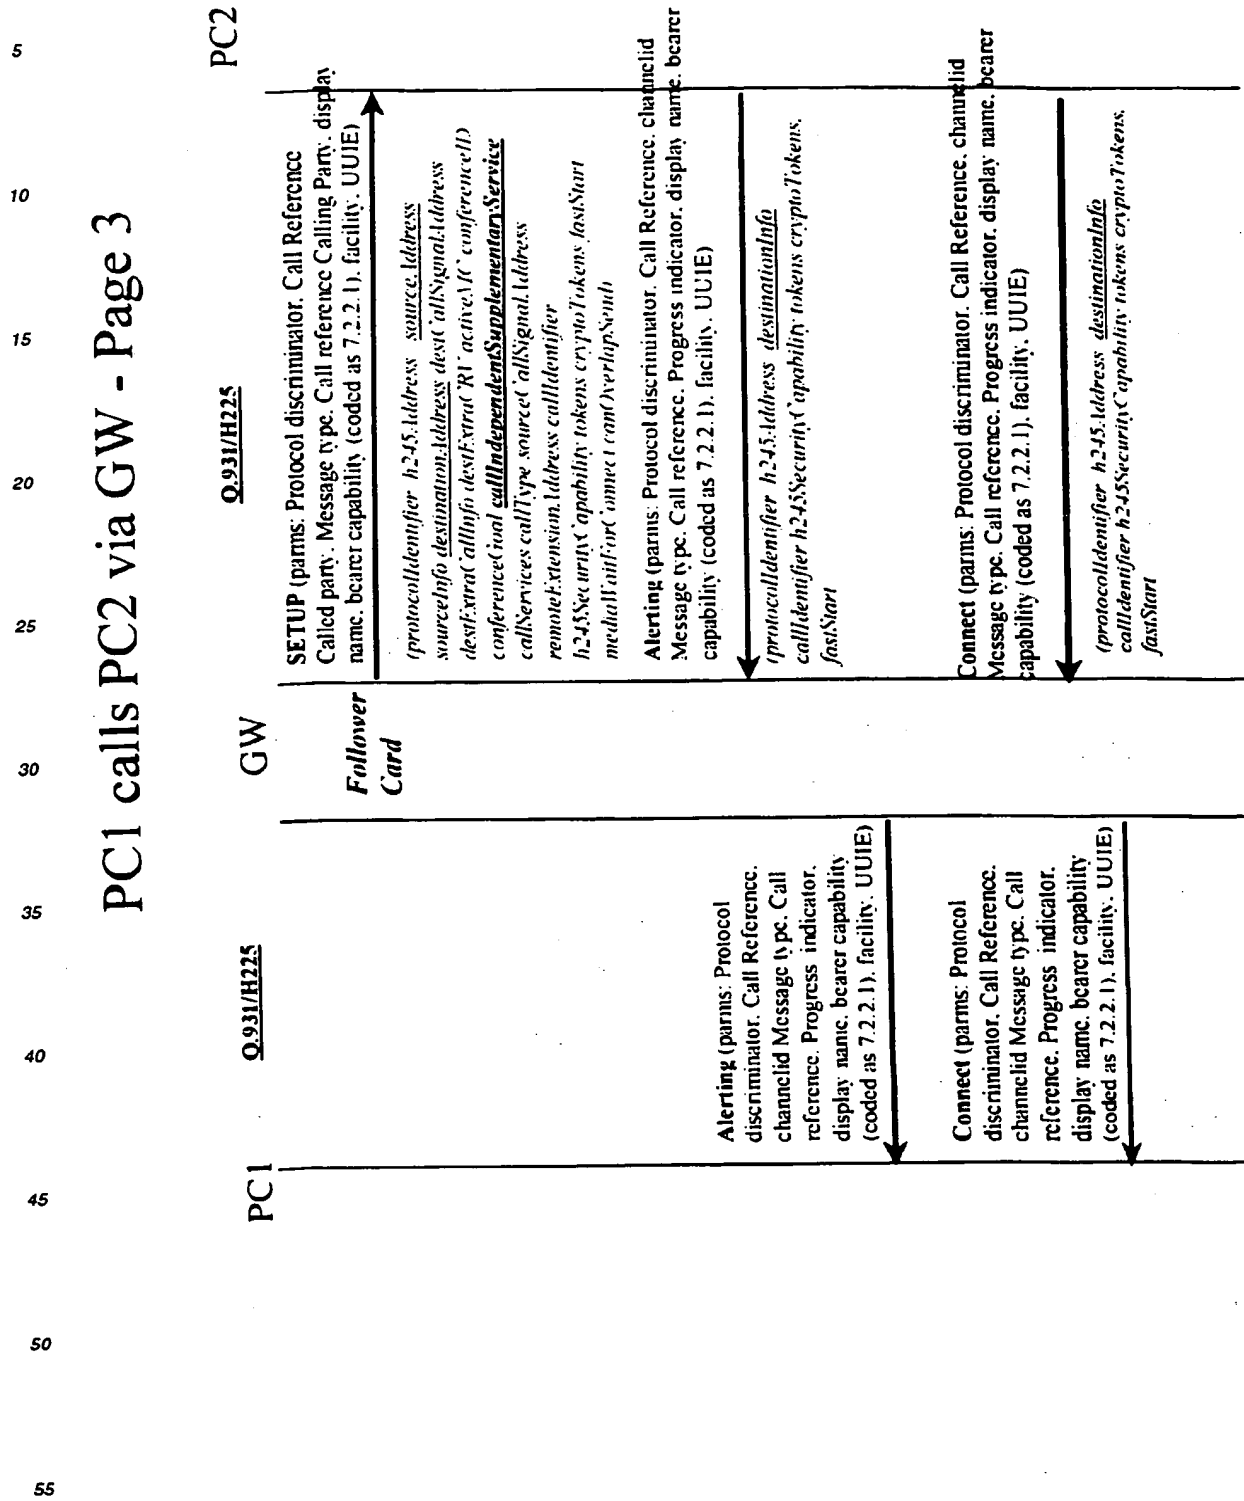 5
10
15
20
25
30
35
40
45
50
55
PC1 calls PC2 via GW - Page 3
PC1
Q.931/H225
GW
Q.931/H225
PC2
Follower
Card
SETUP (parms: Protocol discriminator. Call Reference
Called party. Message type. Call reference Calling Party. display
name. bearer capability (coded as 7.2.2.1). facility. UUIE)
(protocolIdentifier h245Address sourceAddress
sourceInfo destinationAddress destCallSignalAddress
destExtraCallInfo destExtraCRV activeMC conferenceID
conferenceGoal callIndependentSupplementaryService
callServices callType sourceCallSignalAddress
remoteExtensionAddress callIdentifier
h245SecurityCapability tokens cryptoTokens fastStart
mediaWaitForConnect canOverlapSend)
Alerting (parms: Protocol discriminator. Call Reference. channelid
Message type. Call reference. Progress indicator. display name. bearer
capability (coded as 7.2.2.1). facility. UUIE)
(protocolIdentifier h245Address destinationInfo
callIdentifier h245SecurityCapability tokens cryptoTokens.
fastStart
Alerting (parms: Protocol
discriminator. Call Reference.
channelid Message type. Call
reference. Progress indicator.
display name. bearer capability
(coded as 7.2.2.1). facility. UUIE)
Connect (parms: Protocol discriminator. Call Reference. channelid
Message type. Call reference. Progress indicator. display name. bearer
capability (coded as 7.2.2.1). facility. UUIE)
(protocolIdentifier h245Address destinationInfo
callIdentifier h245SecurityCapability tokens cryptoTokens.
fastStart
Connect (parms: Protocol
discriminator. Call Reference.
channelid Message type. Call
reference. Progress indicator.
display name. bearer capability
(coded as 7.2.2.1). facility. UUIE)